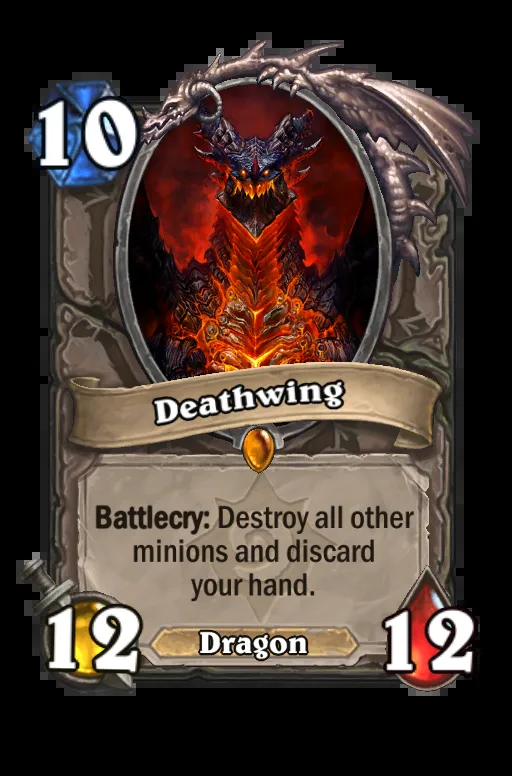 10
Deathwing
Battlecry: Destroy all other
minions and discard
your hand.
12
Dragon
12